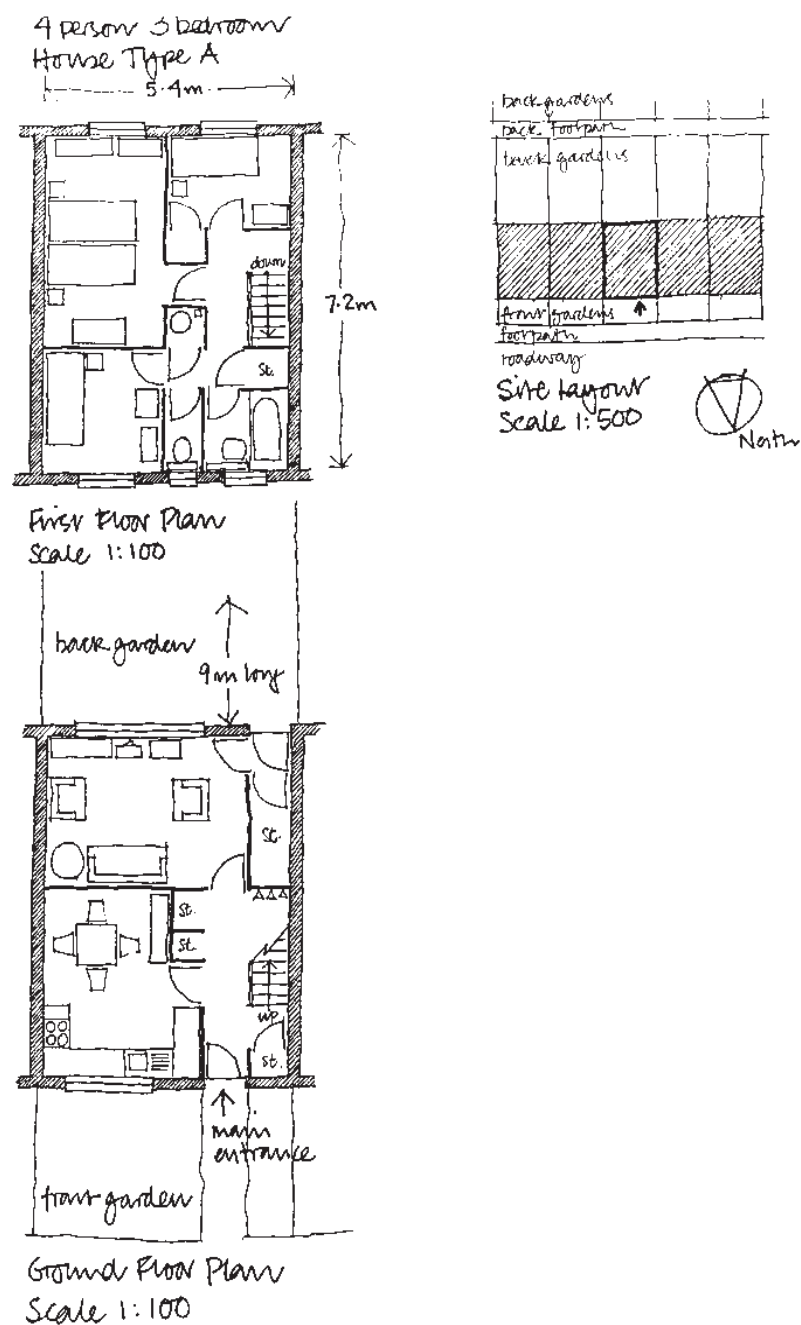 4 person 3 bedroom
House Type A
5.4m
down
7.2m
St.
First Floor Plan
Scale 1:100
back gardens
back footpath
back gardens
front gardens
footpath
roadway
Site Layout
Scale 1:500
North
back garden
9m long
St.
St.
St.
up
St.
main
entrance
front garden
Ground Floor Plan
Scale 1:100